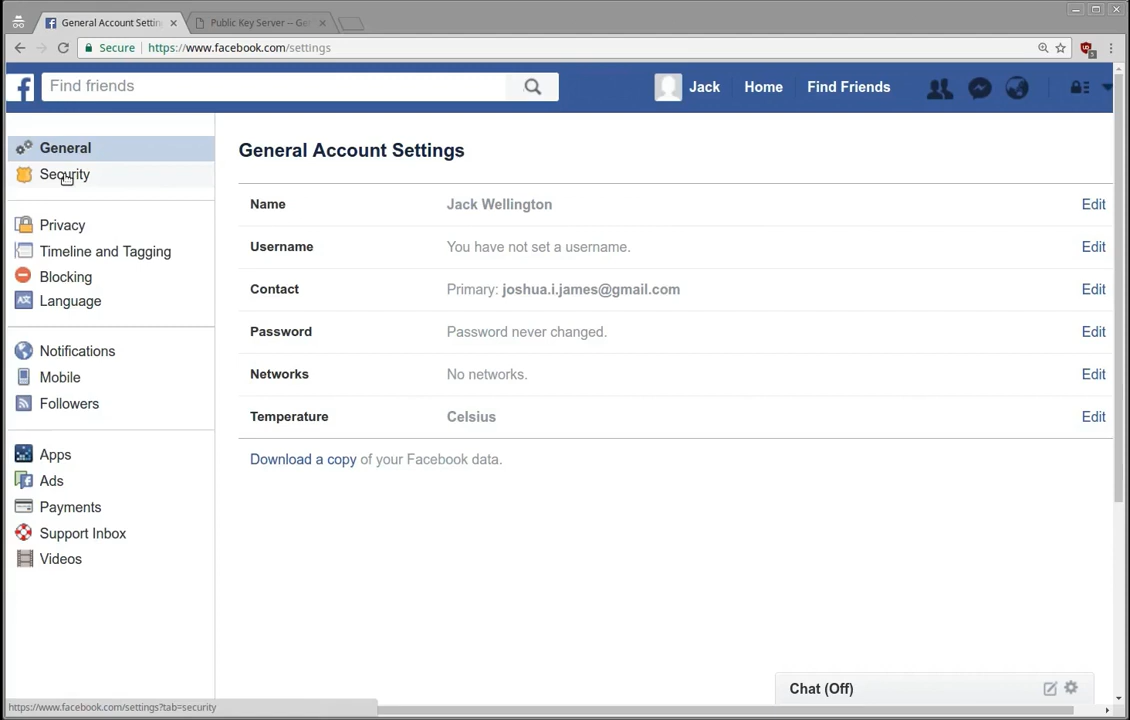 General Account Settin
Public Key Server -- Ge
Secure https://www.facebook.com/settings
Find friends
Jack Home Find Friends
General
Security
Privacy
Timeline and Tagging
Blocking
Language
Notifications
Mobile
Followers
Apps
Ads
Payments
Support Inbox
Videos
General Account Settings
Name Jack Wellington Edit
Username You have not set a username. Edit
Contact Primary: joshua.i.james@gmail.com Edit
Password Password never changed. Edit
Networks No networks. Edit
Temperature Celsius Edit
Download a copy of your Facebook data.
Chat (Off)
https://www.facebook.com/settings?tab=security